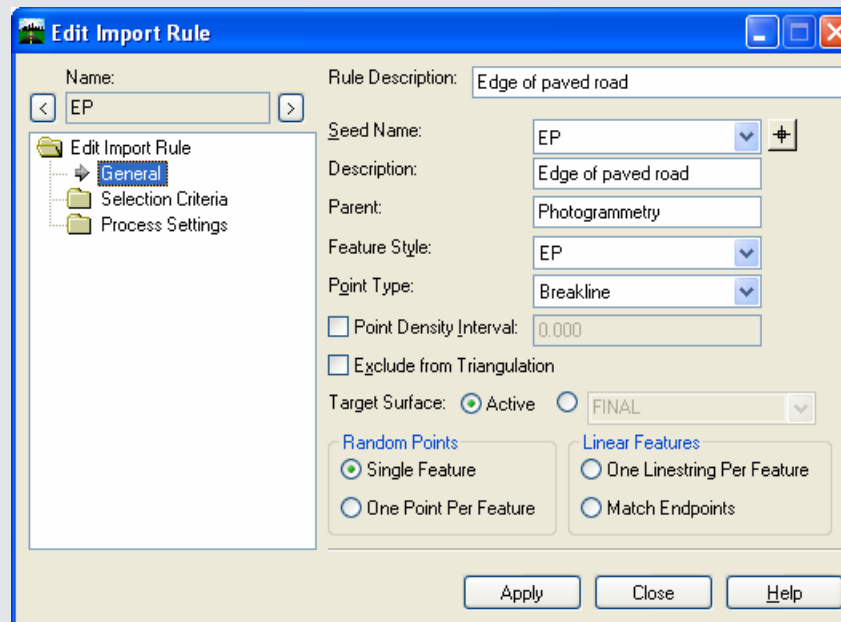 Edit Import Rule
Name:
< EP >
Edit Import Rule
General
Selection Criteria
Process Settings
Rule Description: Edge of paved road
Seed Name: EP
Description: Edge of paved road
Parent: Photogrammetry
Feature Style: EP
Point Type: Breakline
Point Density Interval: 0.000
Exclude from Triangulation
Target Surface: Active FINAL
Random Points
Single Feature
One Point Per Feature
Linear Features
One Linestring Per Feature
Match Endpoints
Apply Close Help